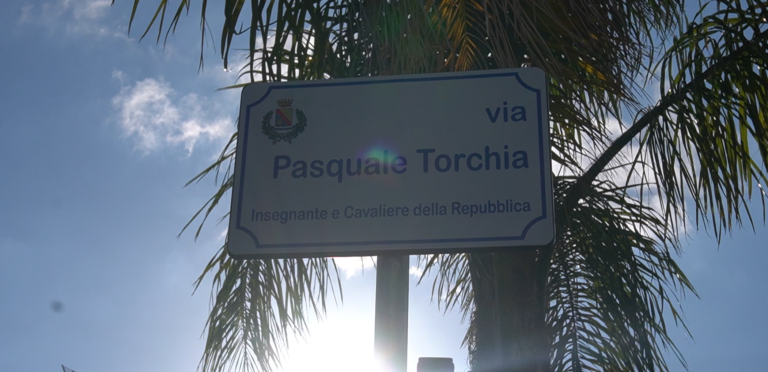 via
Pasquale Torchia
Insegnante e Cavaliere della Repubblica